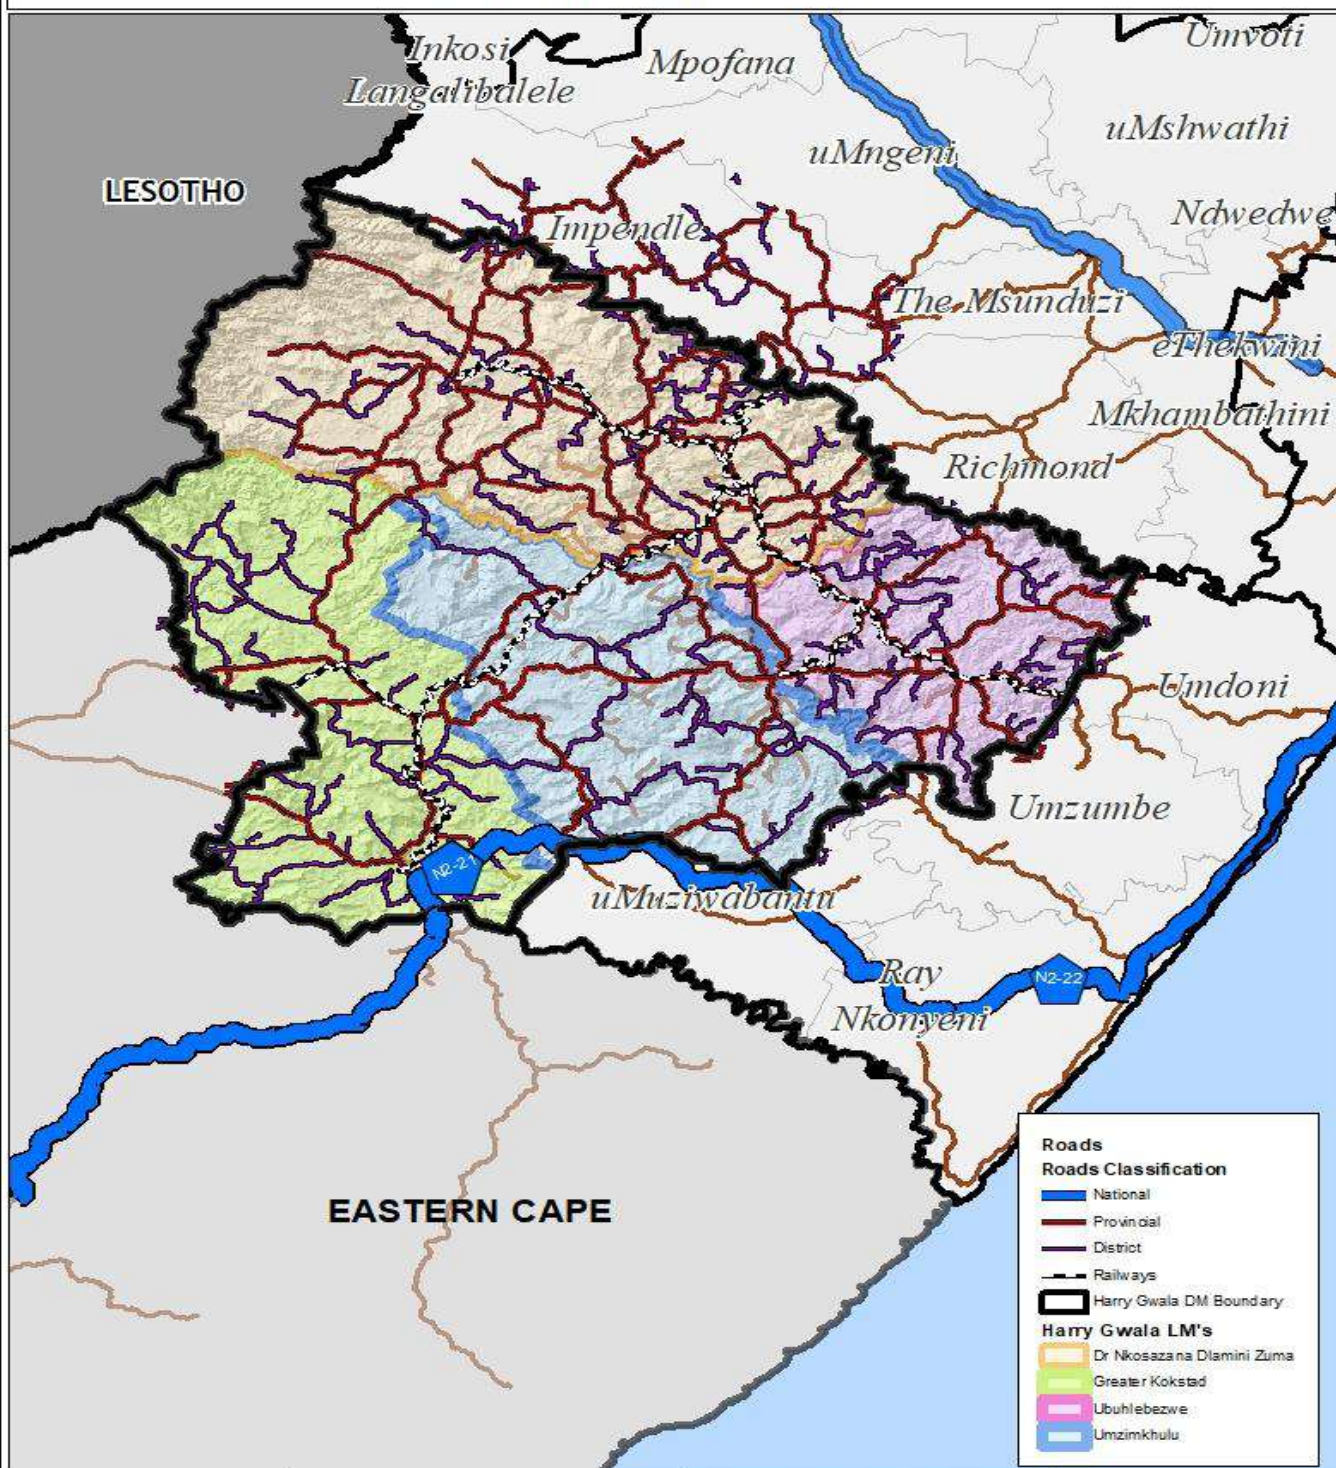 Inkosi
Langalibalele
Mpofana
Umvoti
uMshwathi
uMngeni
LESOTHO
Ndwedwe
Impendle
The Msunduzi
eThekwini
Mkhambathini
Richmond
Umdoni
Umzumbe
N2-21
uMuziwabantu
Ray
Nkonyeni
N2-22
EASTERN CAPE
Roads
Roads Classification
National
Provincial
District
Railways
Harry Gwala DM Boundary
Harry Gwala LM's
Dr Nkosazana Dlamini Zuma
Greater Kokstad
Ubuhlebezwe
Umzimkhulu